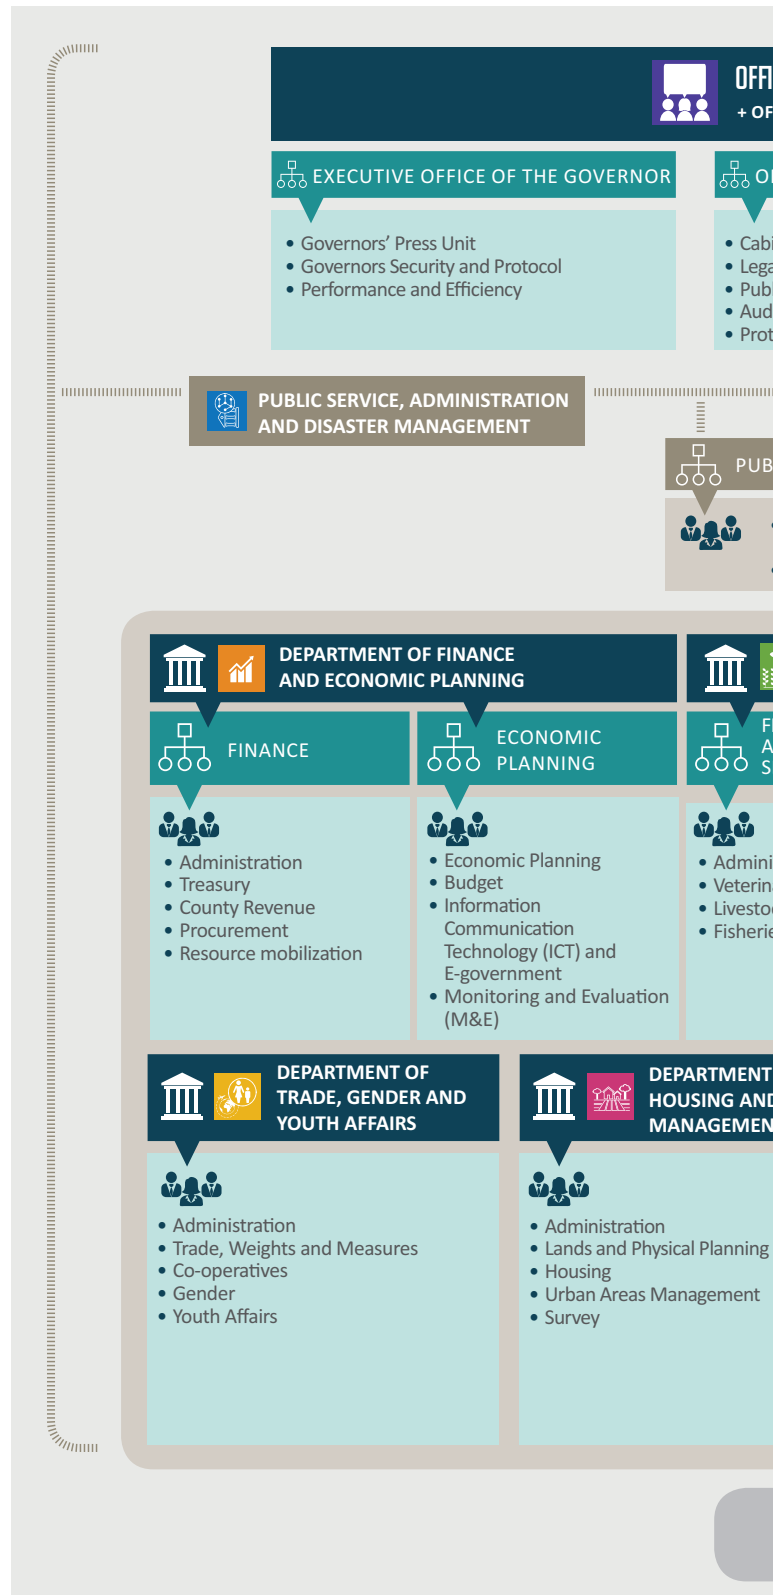 EXECUTIVE OFFICE OF THE GOVERNOR
• Governors' Press Unit
• Governors Security and Protocol
• Performance and Efficiency
PUBLIC SERVICE, ADMINISTRATION
AND DISASTER MANAGEMENT
DEPARTMENT OF FINANCE
AND ECONOMIC PLANNING
FINANCE
ECONOMIC
PLANNING
• Administration
• Treasury
• County Revenue
• Procurement
• Resource mobilization
• Economic Planning
• Budget
• Information
Communication
Technology (ICT) and
E-government
• Monitoring and Evaluation
(M&E)
DEPARTMENT OF
TRADE, GENDER AND
YOUTH AFFAIRS
DEPARTMENT
HOUSING AND
• Administration
• Trade, Weights and Measures
• Co-operatives
• Gender
• Youth Affairs
• Administration
• Lands and Physical Planning
• Housing
• Urban Areas Management
• Survey